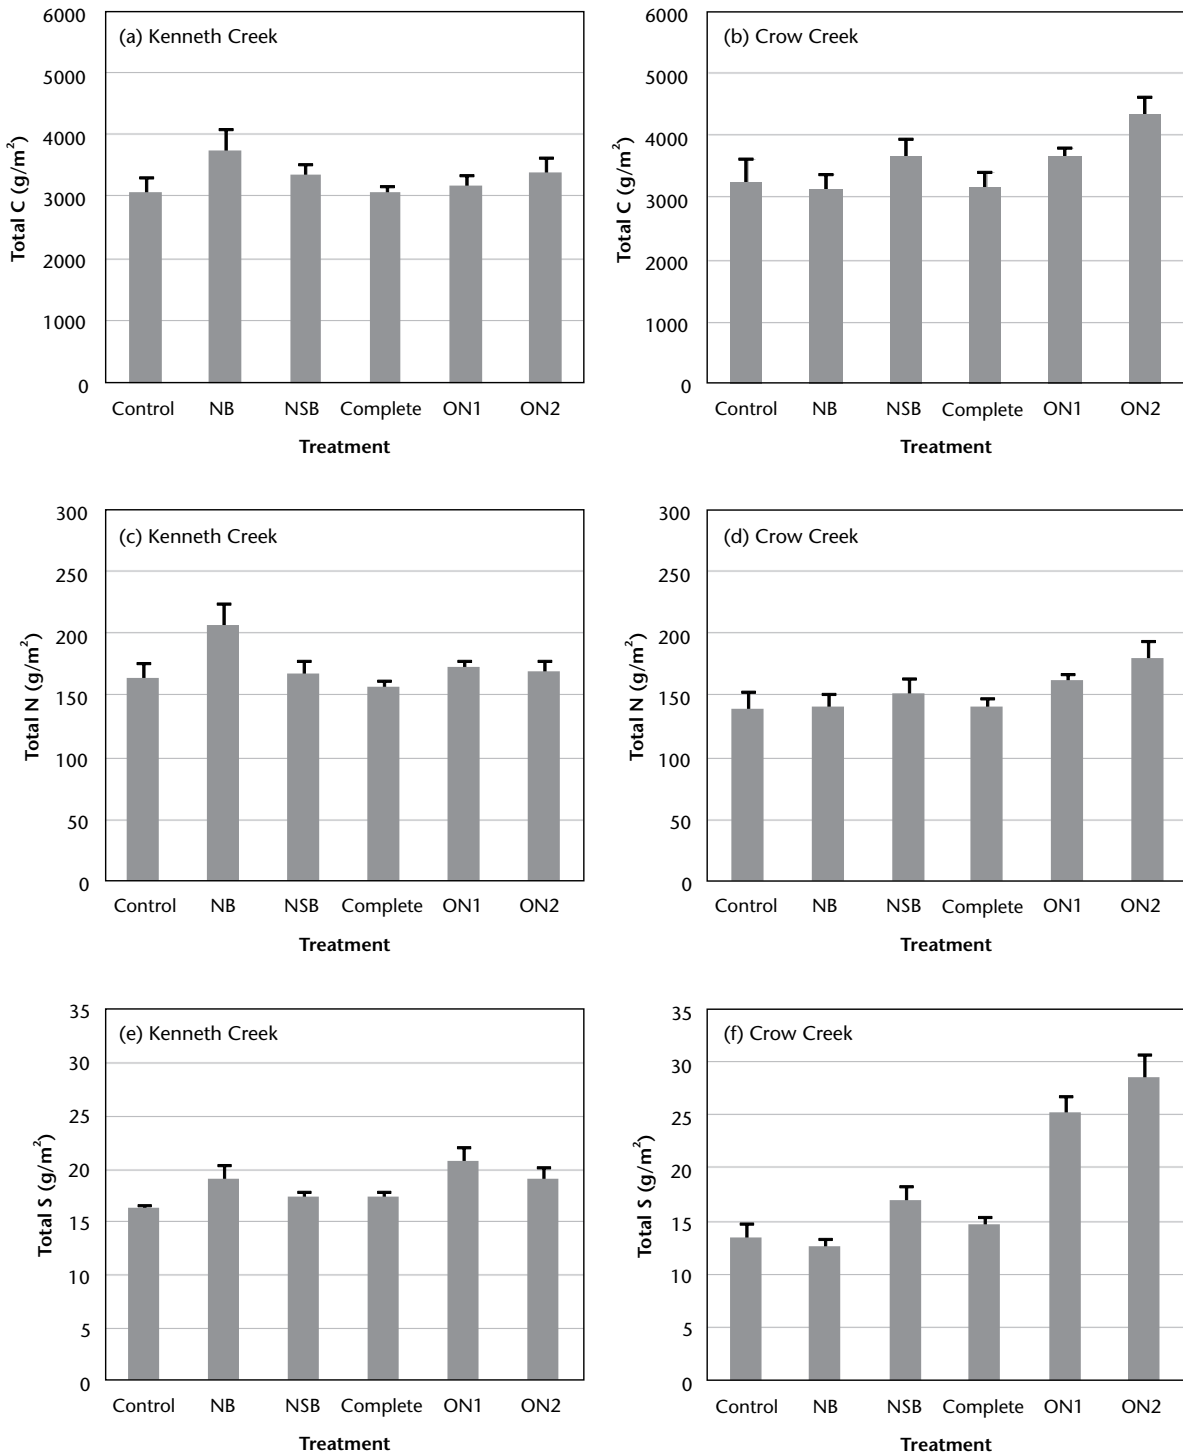 (a) Kenneth Creek
Total C (g/m²)
6000
5000
4000
3000
2000
1000
0
Control NB NSB Complete ON1 ON2
Treatment
(b) Crow Creek
Total C (g/m²)
6000
5000
4000
3000
2000
1000
0
Control NB NSB Complete ON1 ON2
Treatment
(c) Kenneth Creek
Total N (g/m²)
300
250
200
150
100
50
0
Control NB NSB Complete ON1 ON2
Treatment
(d) Crow Creek
Total N (g/m²)
300
250
200
150
100
50
0
Control NB NSB Complete ON1 ON2
Treatment
(e) Kenneth Creek
Total S (g/m²)
35
30
25
20
15
10
5
0
Control NB NSB Complete ON1 ON2
Treatment
(f) Crow Creek
Total S (g/m²)
35
30
25
20
15
10
5
0
Control NB NSB Complete ON1 ON2
Treatment